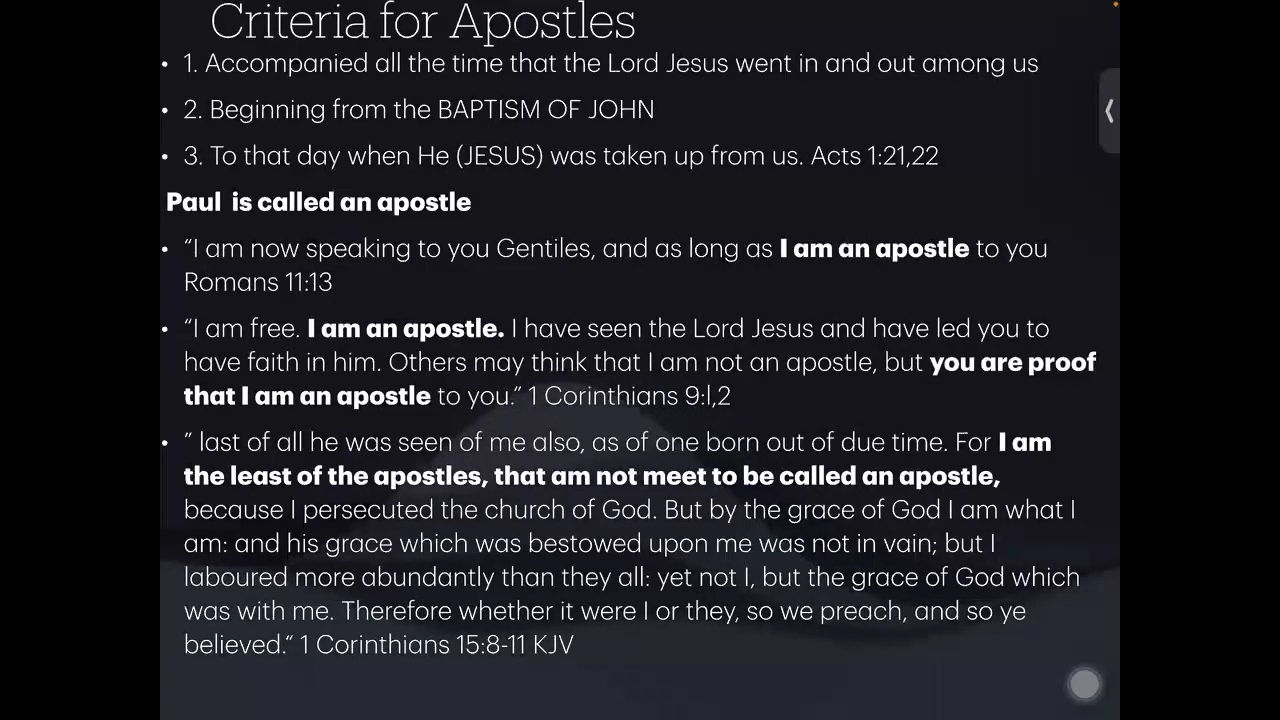 Criteria for Apostles
• 1. Accompanied all the time that the Lord Jesus went in and out among us
• 2. Beginning from the BAPTISM OF JOHN
• 3. To that day when He (JESUS) was taken up from us. Acts 1:21,22
Paul is called an apostle
• “I am now speaking to you Gentiles, and as long as I am an apostle to you
Romans 11:13
• “I am free. I am an apostle. I have seen the Lord Jesus and have led you to
have faith in him. Others may think that I am not an apostle, but you are proof
that I am an apostle to you.” 1 Corinthians 9:l,2
• ” last of all he was seen of me also, as of one born out of due time. For I am
the least of the apostles, that am not meet to be called an apostle,
because I persecuted the church of God. But by the grace of God I am what I
am: and his grace which was bestowed upon me was not in vain; but I
laboured more abundantly than they all: yet not I, but the grace of God which
was with me. Therefore whether it were I or they, so we preach, and so ye
believed.“ 1 Corinthians 15:8-11 KJV